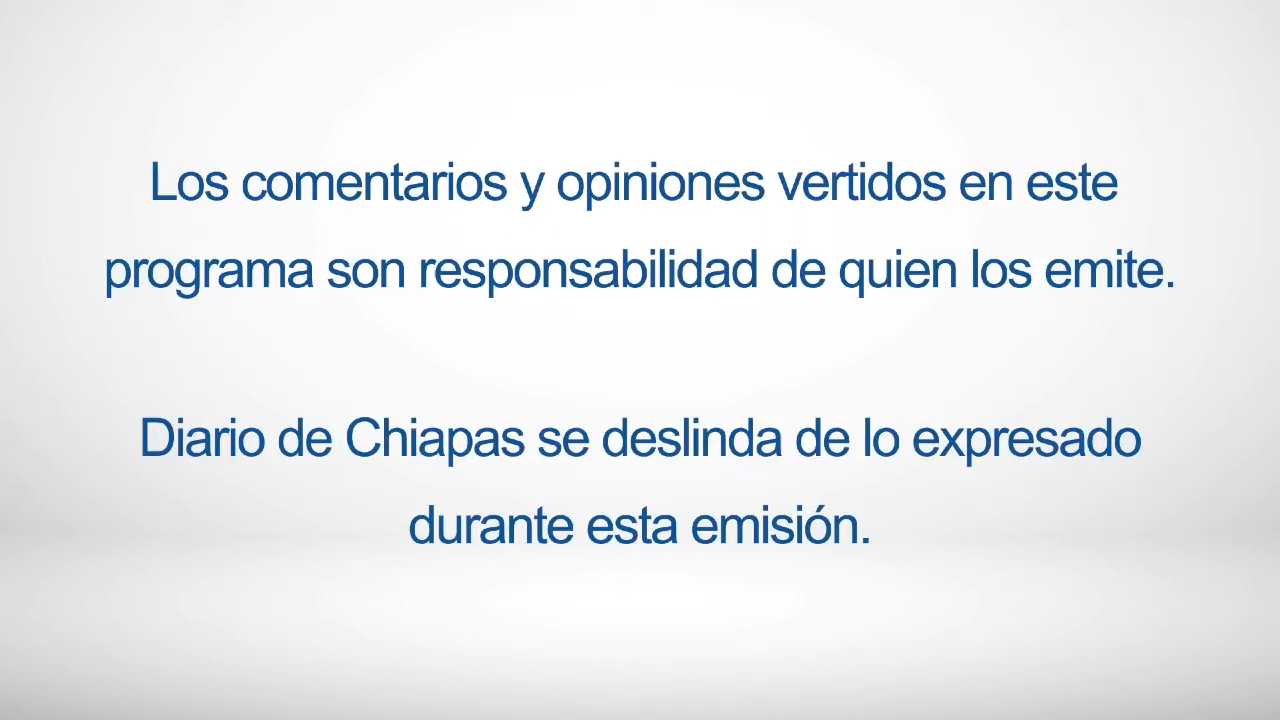 Los comentarios y opiniones vertidos en este
programa son responsabilidad de quien los emite.
Diario de Chiapas se deslinda de lo expresado
durante esta emisión.